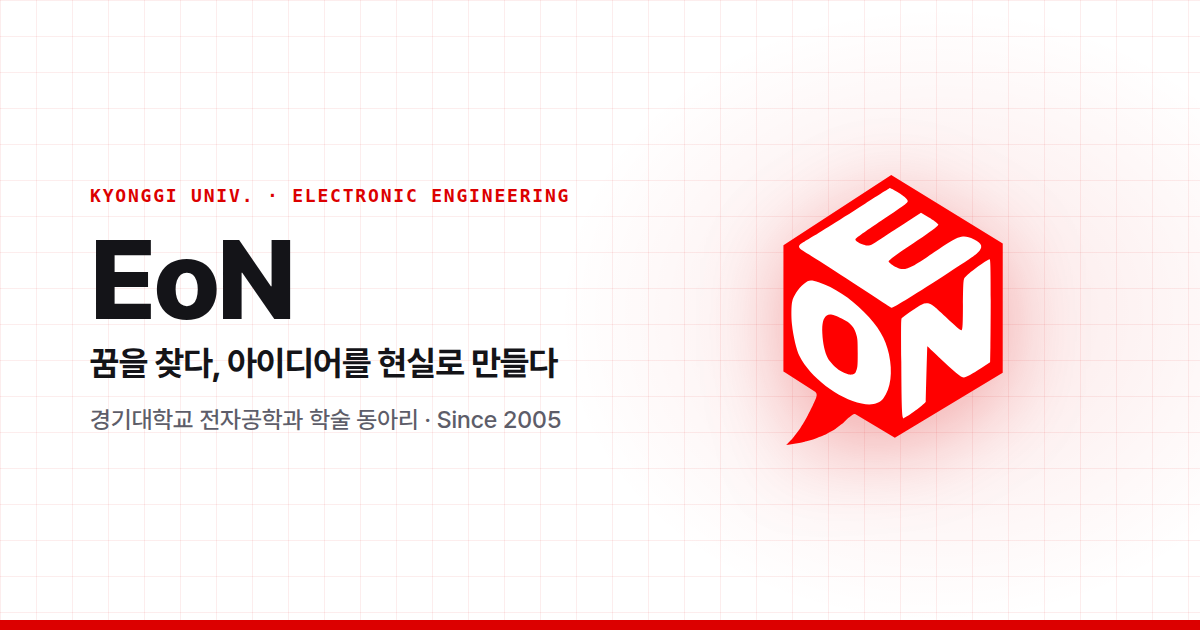 KYONGGI UNIV. · ELECTRONIC ENGINEERING
EoN
꿈을 찾다, 아이디어를 현실로 만들다
경기대학교 전자공학과 학술 동아리 · Since 2005
EON